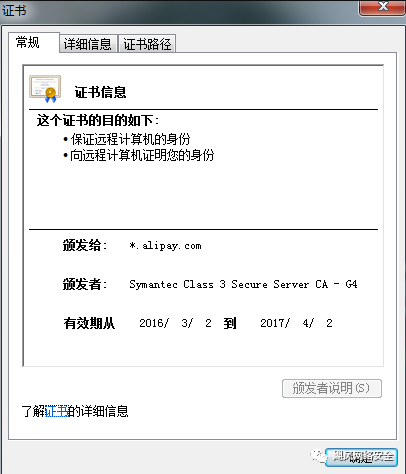 证书
常规 详细信息 证书路径
证书信息
这个证书的目的如下:
• 保证远程计算机的身份
• 向远程计算机证明您的身份
颁发给: *.alipay.com
颁发者: Symantec Class 3 Secure Server CA - G4
有效期从 2016/ 3/ 2 到 2017/ 4/ 2
颁发者说明(S)
了解证书的详细信息
网络安全